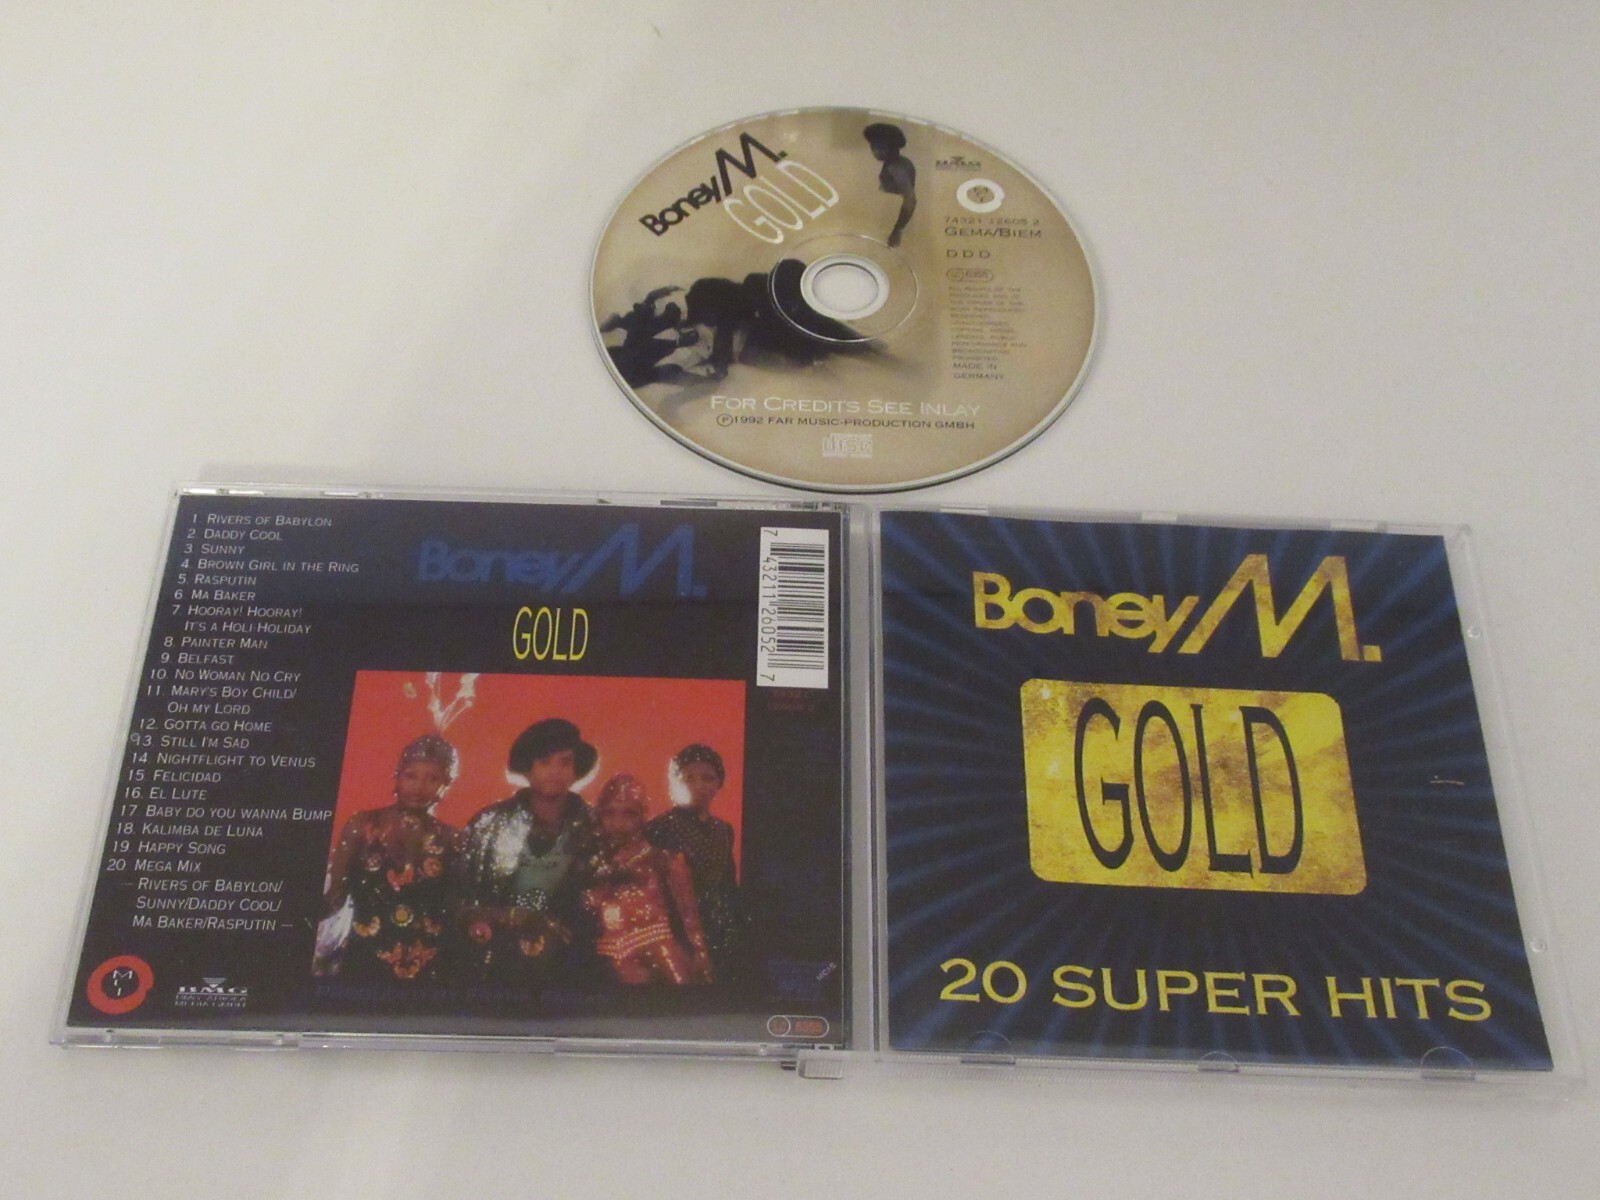 Boney M.
GOLD
BMG
74321 12605 2
GEMA/BIEM
DDD
MADE IN
GERMANY
FOR CREDITS SEE INLAY
Ⓟ1992 FAR MUSIC-PRODUCTION GMBH
disc
1. RIVERS OF BABYLON
2 DADDY COOL
3. SUNNY
4. BROWN GIRL IN THE RING
5. RASPUTIN
6. MA BAKER
7. HOORAY! HOORAY!
IT'S A HOLI-HOLIDAY
8. PAINTER MAN
9. BELFAST
10. NO WOMAN NO CRY
11. MARY'S BOY CHILD/
OH MY LORD
12. GOTTA GO HOME
13. STILL I'M SAD
14. NIGHTFLIGHT TO VENUS
15. FELICIDAD
16. EL LUTE
17 BABY DO YOU WANNA BUMP
18. KALIMBA DE LUNA
19. HAPPY SONG
20. MEGA MIX
— RIVERS OF BABYLON/
SUNNY/DADDY COOL/
MA BAKER/RASPUTIN —
Boney M.
GOLD
7 43211 26052 7
MCI
BMG
BMG ARIOLA
Boney M.
GOLD
20 SUPER HITS